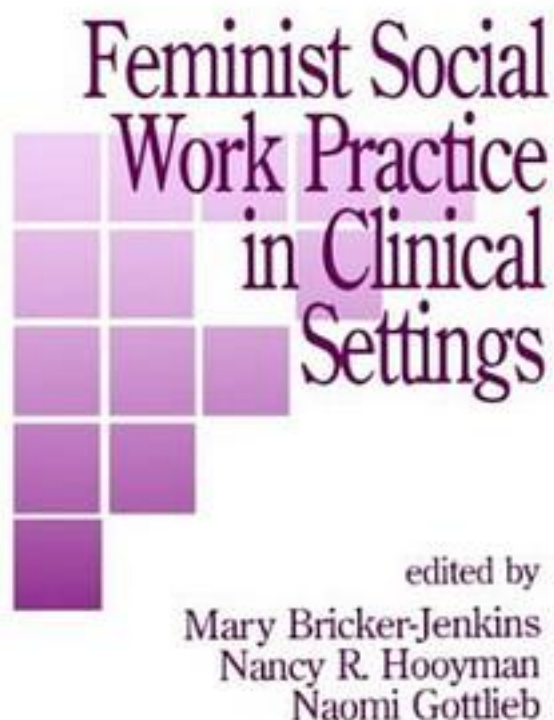 Feminist Social
Work Practice
in Clinical
Settings
edited by
Mary Bricker-Jenkins
Nancy R. Hooyman
Naomi Gottlieb